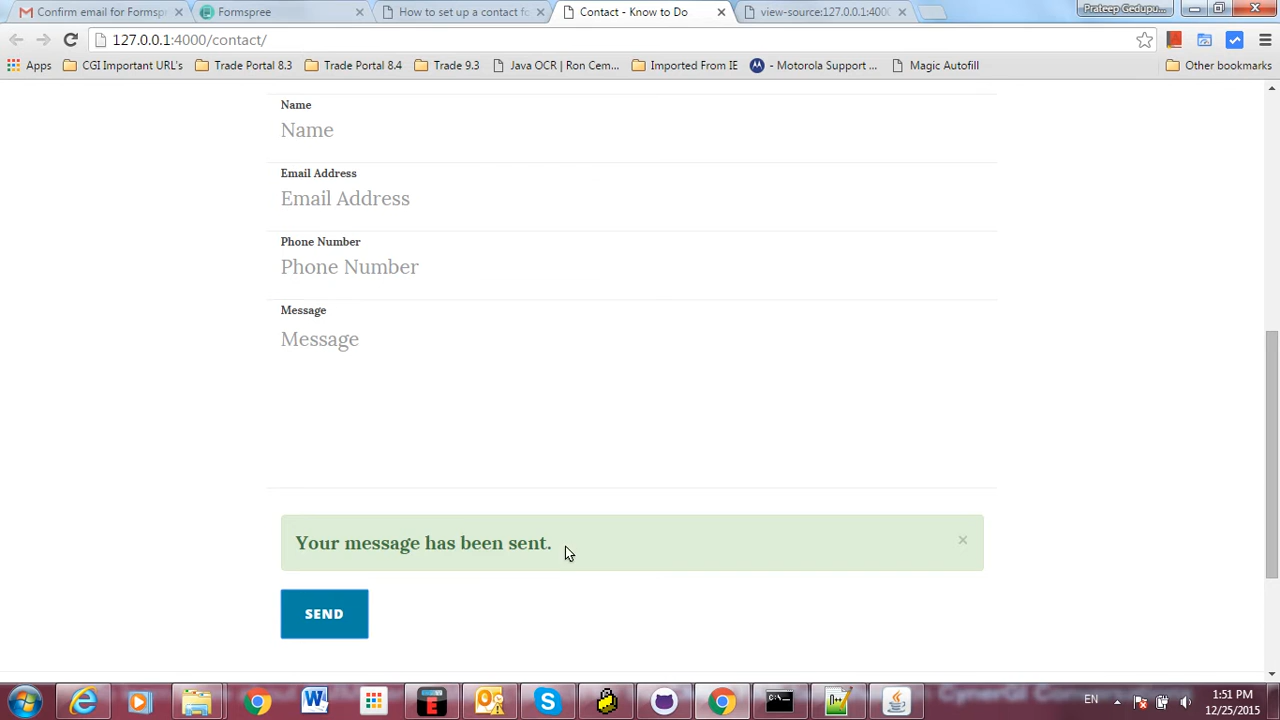 Confirm email for Formspr
Formspree
How to set up a contact fo
Contact - Know to Do
view-source:127.0.0.1:4000
Prateep Gedupu...
127.0.0.1:4000/contact/
Apps
CGI Important URL's
Trade Portal 8.3
Trade Portal 8.4
Trade 9.3
Java OCR | Ron Cem...
Imported From IE
- Motorola Support ...
Magic Autofill
Other bookmarks
Name
Name
Email Address
Email Address
Phone Number
Phone Number
Message
Message
Your message has been sent.
×
SEND
EN
1:51 PM
12/25/2015